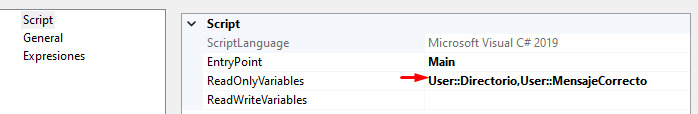 Script
General
Expresiones
Script
ScriptLanguage Microsoft Visual C# 2019
EntryPoint Main
ReadOnlyVariables User::Directorio,User::MensajeCorrecto
ReadWriteVariables